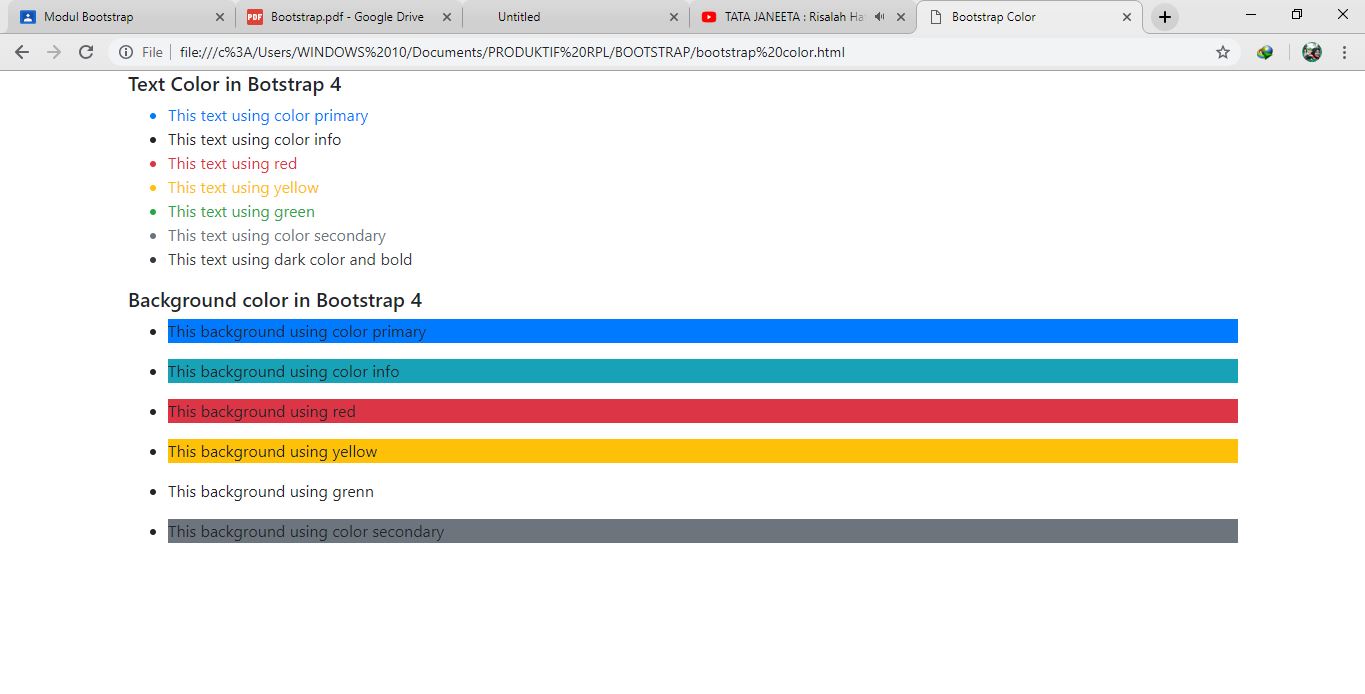 Modul Bootstrap
Bootstrap.pdf - Google Drive
Untitled
TATA JANEETA : Risalah Ha
Bootstrap Color
File
file:///c%3A/Users/WINDOWS%2010/Documents/PRODUKTIF%20RPL/BOOTSTRAP/bootstrap%20color.html
Text Color in Botstrap 4
This text using color primary
This text using color info
This text using red
This text using yellow
This text using green
This text using color secondary
This text using dark color and bold
Background color in Bootstrap 4
This background using color primary
This background using color info
This background using red
This background using yellow
This background using grenn
This background using color secondary